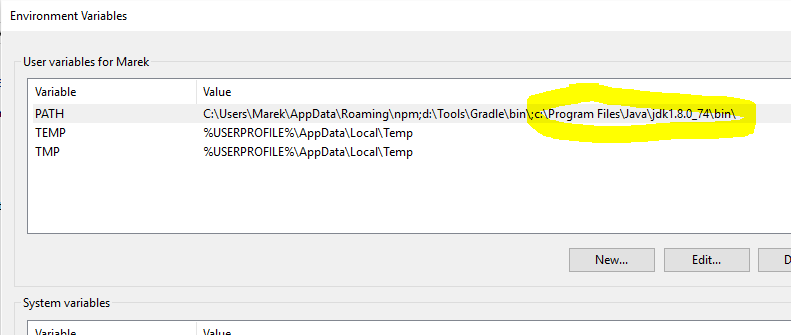 Environment Variables
User variables for Marek
Variable Value
PATH C:\Users\Marek\AppData\Roaming\npm;d:\Tools\Gradle\bin\;c:\Program Files\Java\jdk1.8.0_74\bin\
TEMP %USERPROFILE%\AppData\Local\Temp
TMP %USERPROFILE%\AppData\Local\Temp
New... Edit... D
System variables
Variable Value